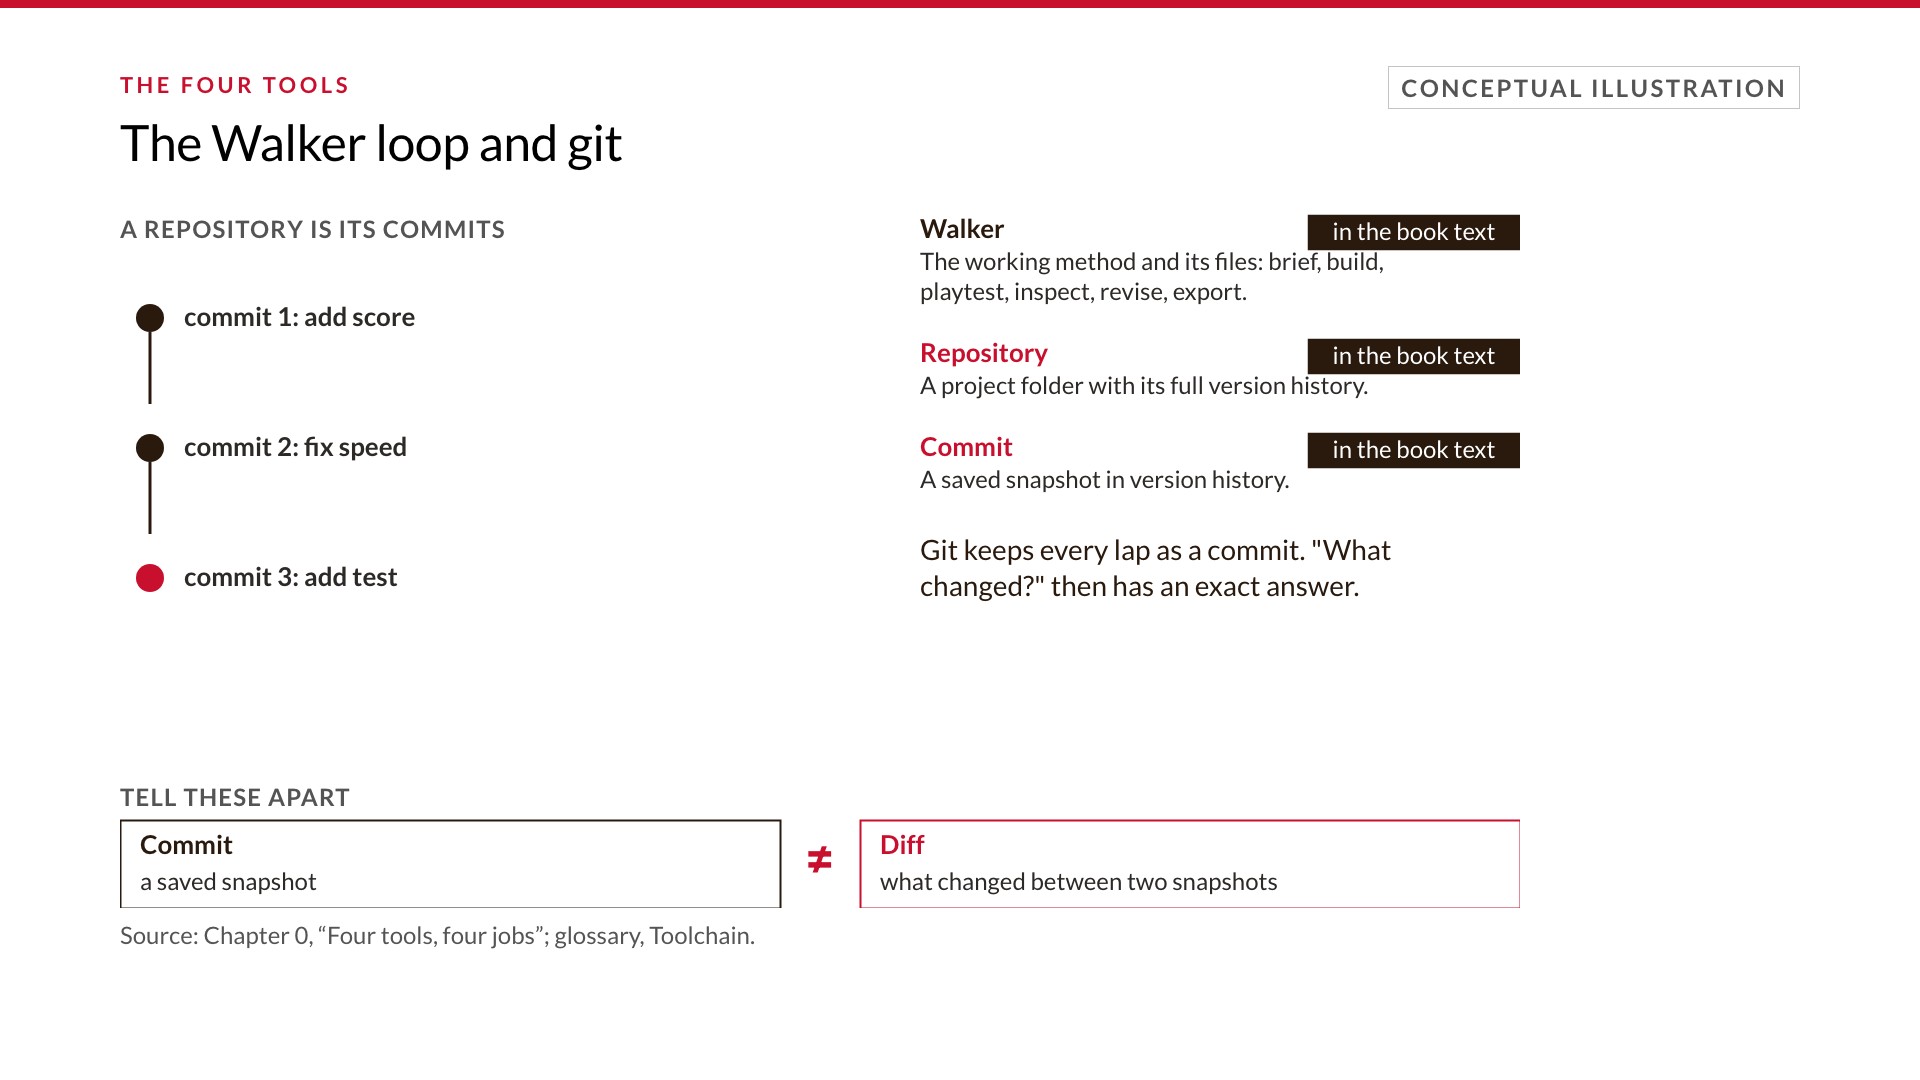 THE FOUR TOOLS
CONCEPTUAL ILLUSTRATION
The Walker loop and git
A REPOSITORY IS ITS COMMITS
commit 1: add score
commit 2: fix speed
commit 3: add test
Walker
in the book text
The working method and its files: brief, build,
playtest, inspect, revise, export.
Repository
in the book text
A project folder with its full version history.
Commit
in the book text
A saved snapshot in version history.
Git keeps every lap as a commit. "What
changed?" then has an exact answer.
TELL THESE APART
Commit
a saved snapshot
≠
Diff
what changed between two snapshots
Source: Chapter 0, “Four tools, four jobs”; glossary, Toolchain.